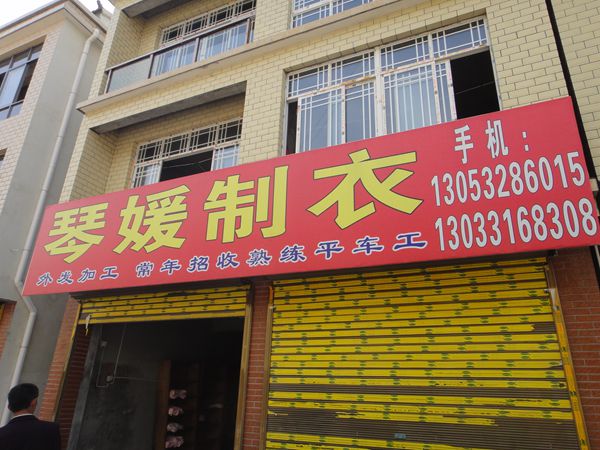 琴媛制衣
外发加工 常年招收熟练平车工
手机:
13053286015
13033168308